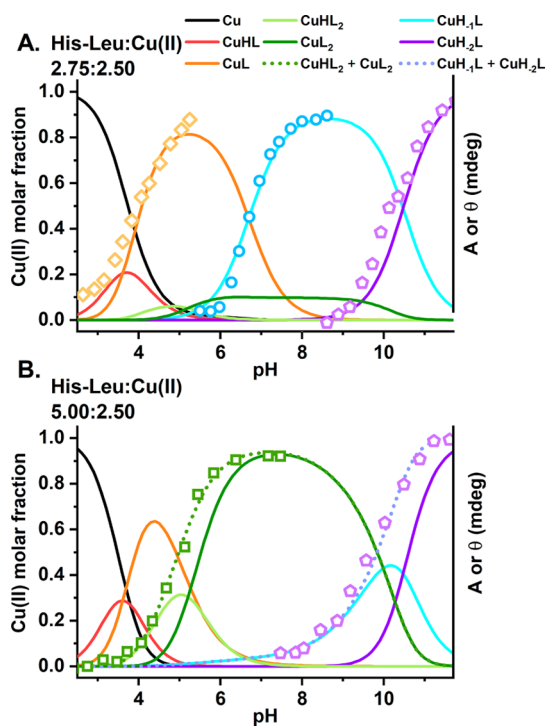 Cu CuHL₂ CuH₋₁L
CuHL CuL₂ CuH₋₂L
CuL CuHL₂ + CuL₂ CuH₋₁L + CuH₋₂L
A.
His-Leu:Cu(II)
2.75:2.50
1.0
0.8
0.6
0.4
0.2
0.0
Cu(II) molar fraction
A or θ (mdeg)
4 6 8 10
pH
B.
His-Leu:Cu(II)
5.00:2.50
1.0
0.8
0.6
0.4
0.2
0.0
Cu(II) molar fraction
A or θ (mdeg)
4 6 8 10
pH